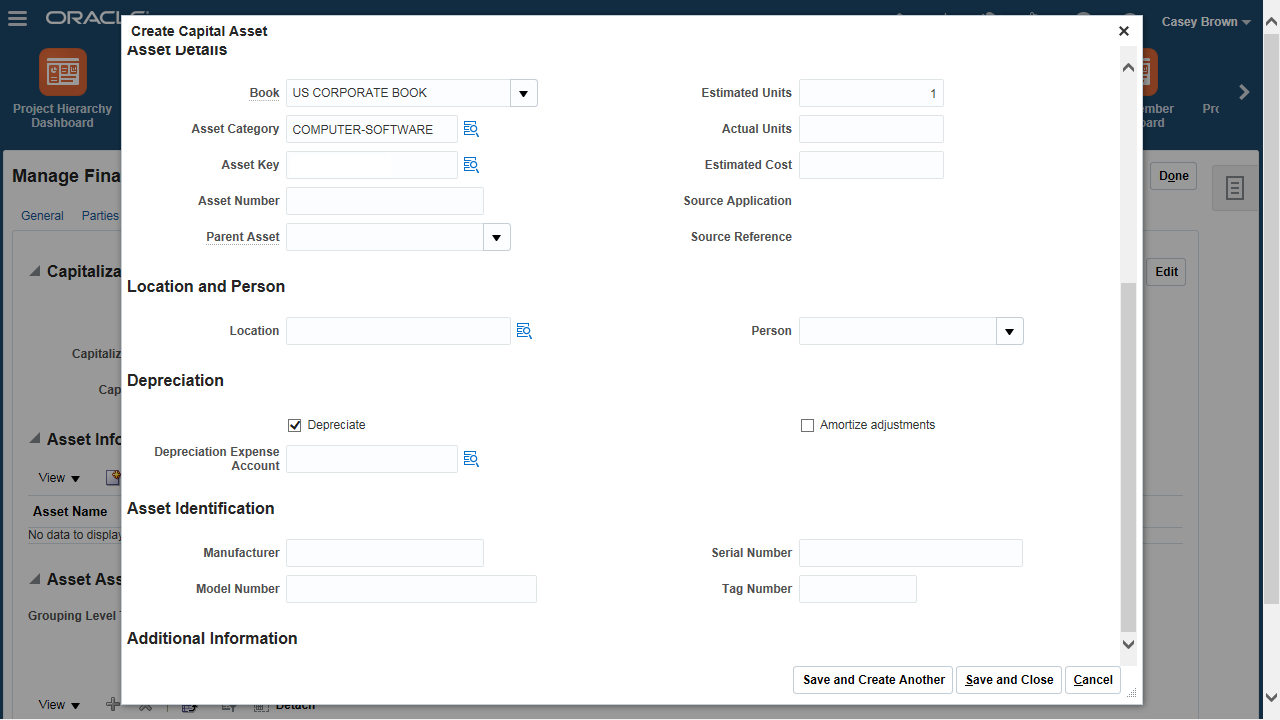 ORACLE
Casey Brown
Project Hierarchy
Dashboard
Create Capital Asset
Asset Details
Book US CORPORATE BOOK
Estimated Units 1
Asset Category COMPUTER-SOFTWARE
Actual Units
Asset Key
Estimated Cost
Asset Number
Source Application
Parent Asset
Source Reference
Location and Person
Location
Person
Depreciation
Depreciate
Amortize adjustments
Depreciation Expense
Account
Asset Identification
Manufacturer
Serial Number
Model Number
Tag Number
Additional Information
Save and Create Another
Save and Close
Cancel
Manage Fina
Done
General Parties
Capitaliza
Edit
Capitaliz
Cap
Asset Info
View
Asset Name
No data to display
Asset Ass
Grouping Level
View
Detach